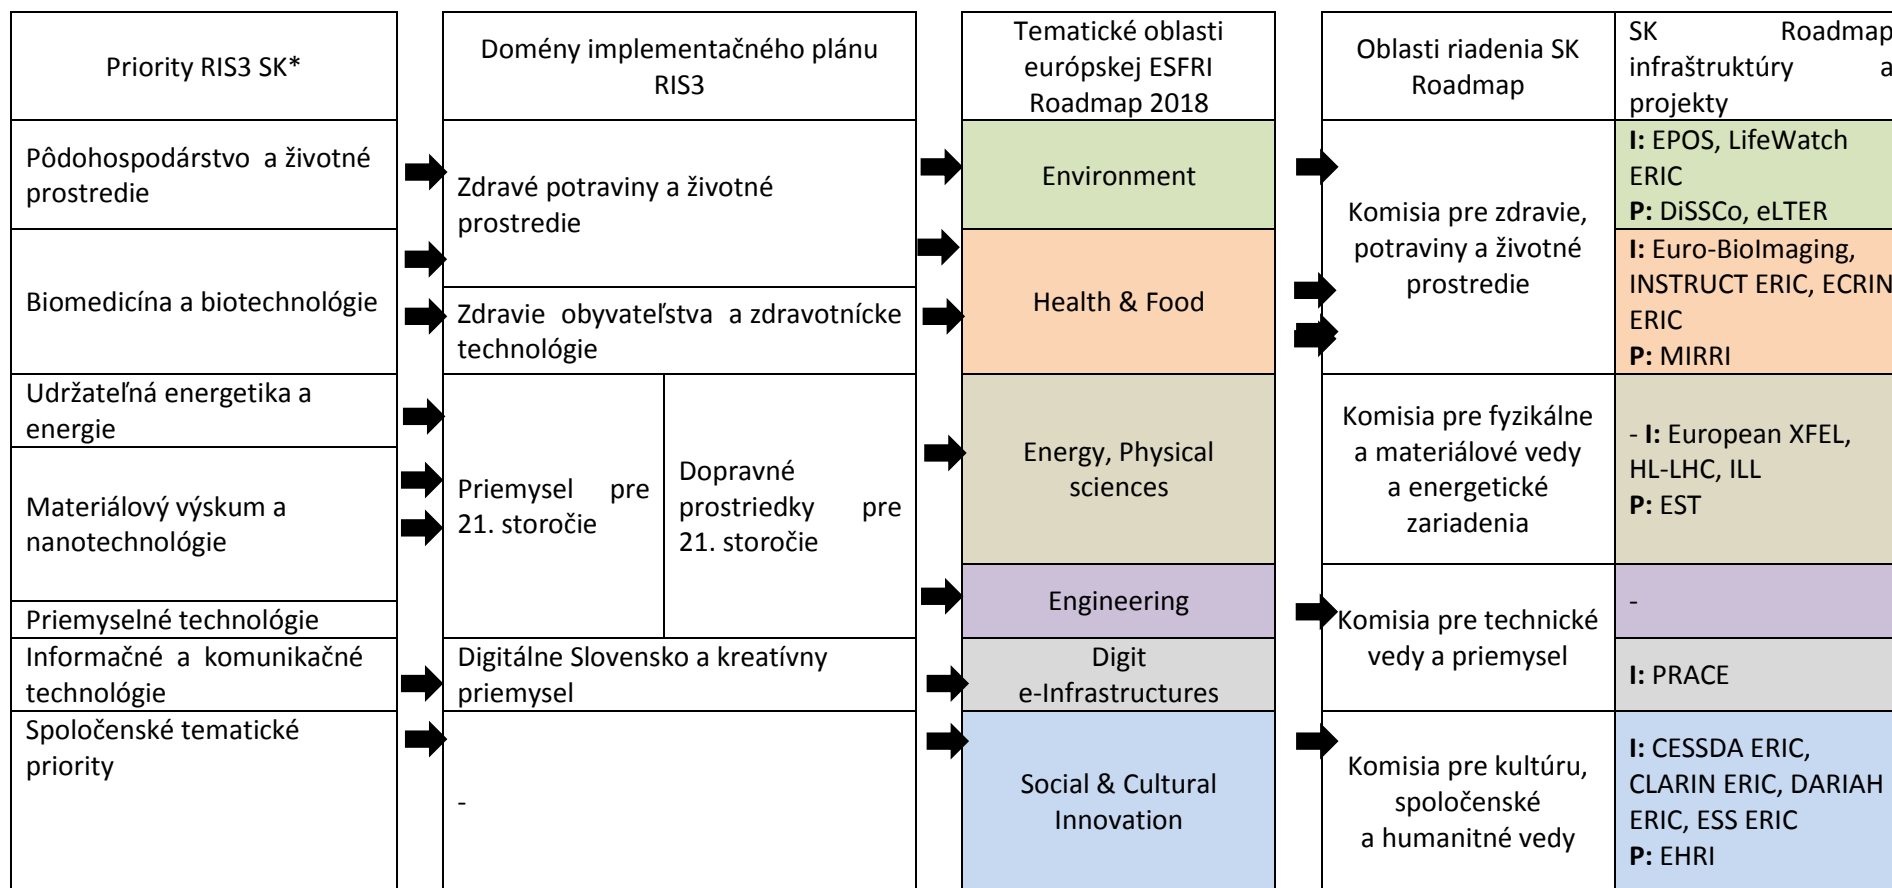 Priority RIS3 SK*
Domény implementačného plánu
RIS3
Tematické oblasti
európskej ESFRI
Roadmap 2018
Oblasti riadenia SK
Roadmap
SK Roadmap
infraštruktúry a
projekty
Pôdohospodárstvo a životné
prostredie
Zdravé potraviny a životné
prostredie
Environment
Komisia pre zdravie,
potraviny a životné
prostredie
I: EPOS, LifeWatch
ERIC
P: DiSSCo, eLTER
Biomedicína a biotechnológie
Zdravie obyvateľstva a zdravotnícke
technológie
Health & Food
I: Euro-BioImaging,
INSTRUCT ERIC, ECRIN
ERIC
P: MIRRI
Udržateľná energetika a
energie
Materiálový výskum a
nanotechnológie
Priemyselné technológie
Priemysel pre
21. storočie
Dopravné
prostriedky pre
21. storočie
Energy, Physical
sciences
Komisia pre fyzikálne
a materiálové vedy
a energetické
zariadenia
- I: European XFEL,
HL-LHC, ILL
P: EST
Engineering
Komisia pre technické
vedy a priemysel
-
Informačné a komunikačné
technológie
Digitálne Slovensko a kreatívny
priemysel
Digit
e-Infrastructures
I: PRACE
Spoločenské tematické
priority
-
Social & Cultural
Innovation
Komisia pre kultúru,
spoločenské
a humanitné vedy
I: CESSDA ERIC,
CLARIN ERIC, DARIAH
ERIC, ESS ERIC
P: EHRI